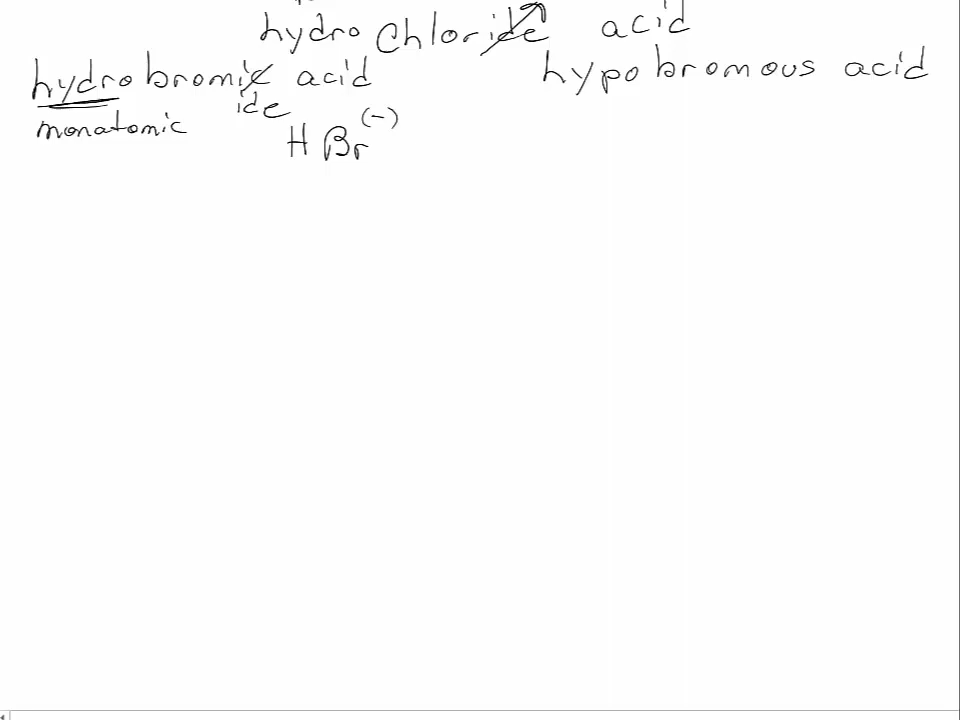 hydro chloride acid
hydrobromic acid
hypobromous acid
ide
monatomic
H Br (-)